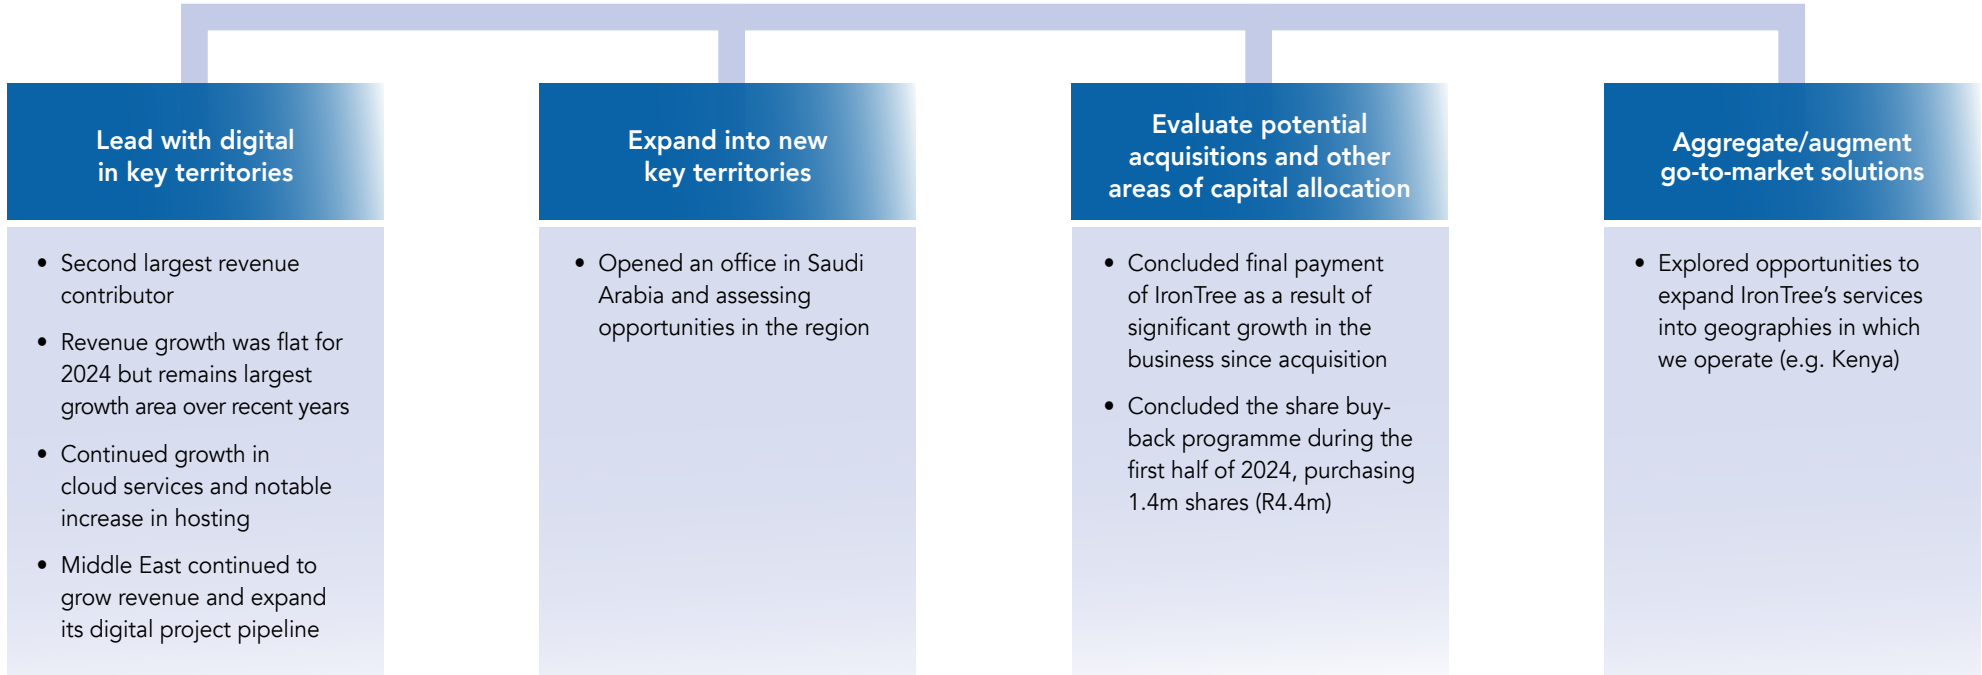 Lead with digital
in key territories
• Second largest revenue
contributor
• Revenue growth was flat for
2024 but remains largest
growth area over recent years
• Continued growth in
cloud services and notable
increase in hosting
• Middle East continued to
grow revenue and expand
its digital project pipeline
Expand into new
key territories
• Opened an office in Saudi
Arabia and assessing
opportunities in the region
Evaluate potential
acquisitions and other
areas of capital allocation
• Concluded final payment
of IronTree as a result of
significant growth in the
business since acquisition
• Concluded the share buy-
back programme during the
first half of 2024, purchasing
1.4m shares (R4.4m)
Aggregate/augment
go-to-market solutions
• Explored opportunities to
expand IronTree’s services
into geographies in which
we operate (e.g. Kenya)